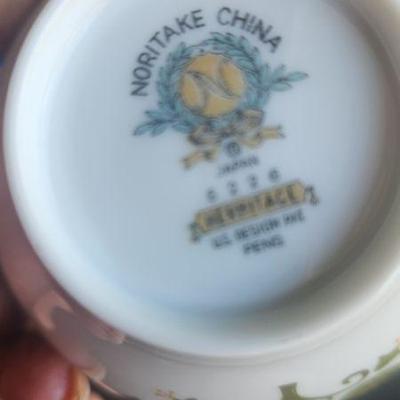 NORITAKE CHINA
N
JAPAN
HERMITAGE
U.S. DESIGN PAT.
PEND.